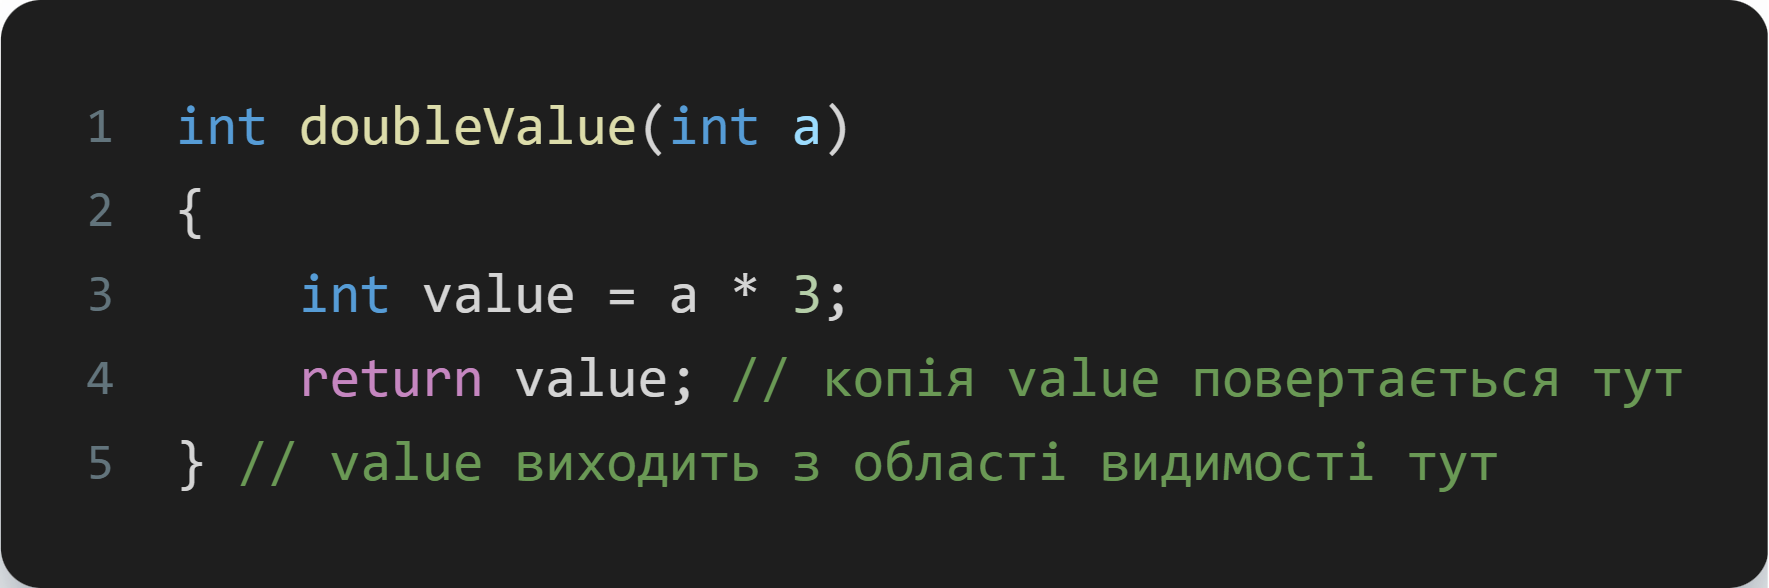 1 int doubleValue(int a)
2 {
3     int value = a * 3;
4     return value; // копія value повертається тут
5 } // value виходить з області видимості тут